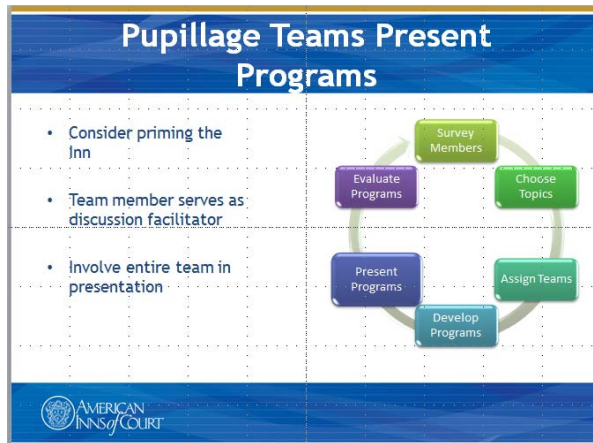 Pupillage Teams Present
Programs
• Consider priming the
Inn
• Team member serves as
discussion facilitator
• Involve entire team in
presentation
Survey
Members
Choose
Topics
Assign Teams
Develop
Programs
Present
Programs
Evaluate
Programs
AMERICAN
INNS of COURT